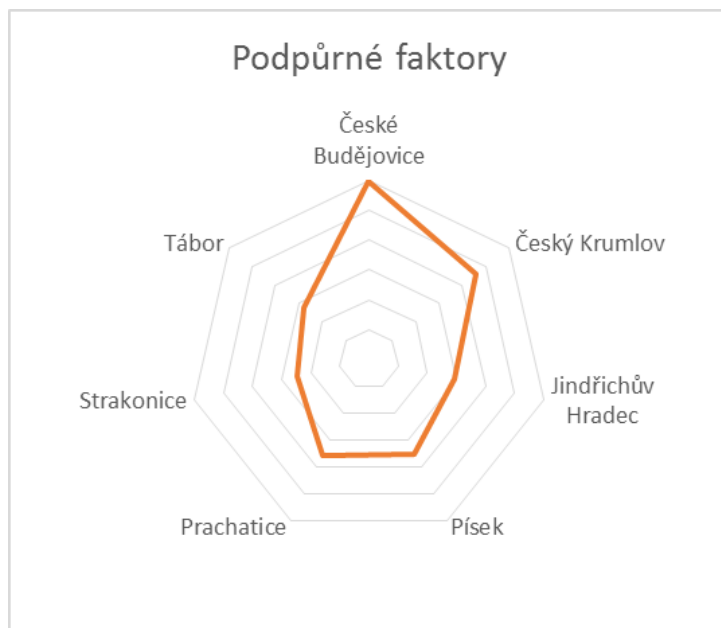 Podpůrné faktory
České
Budějovice
Český Krumlov
Jindřichův
Hradec
Písek
Prachatice
Strakonice
Tábor